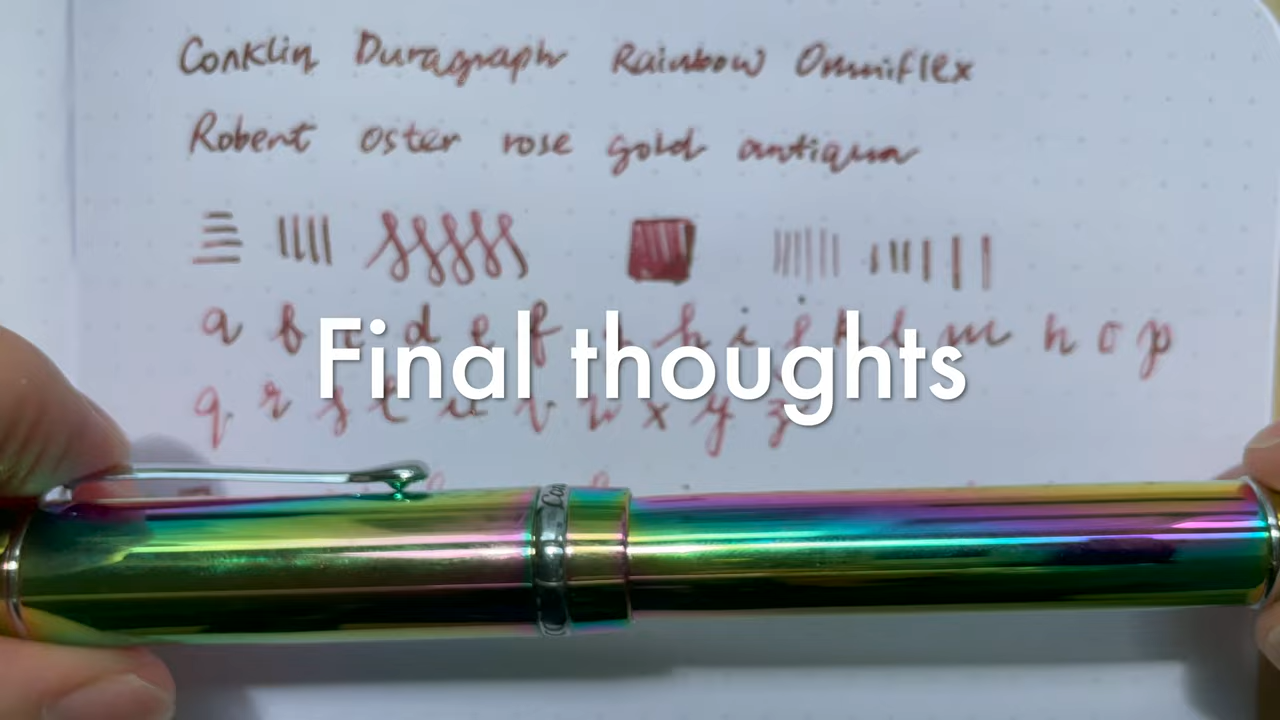 Conklin Duragraph Rainbow Omniflex
Robert oster rose gold antiqua
a b c d e f h i j k l m n o p
Final thoughts
q r s t u v w x y z